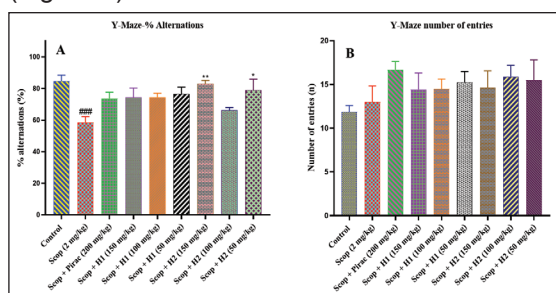 Y-Maze-% Alternations
A
% alternations (%)
100
80
60
40
20
0
###
**
*
Control
Scop (2 mg/kg)
Scop + Pirac (200 mg/kg)
Scop + H1 (150 mg/kg)
Scop + H1 (100 mg/kg)
Scop + H1 (50 mg/kg)
Scop + H2 (150 mg/kg)
Scop + H2 (100 mg/kg)
Scop + H2 (50 mg/kg)
Y-Maze number of entries
B
Number of entries (n)
20
15
10
5
0
Control
Scop (2 mg/kg)
Scop + Pirac (200 mg/kg)
Scop + H1 (150 mg/kg)
Scop + H1 (100 mg/kg)
Scop + H1 (50 mg/kg)
Scop + H2 (150 mg/kg)
Scop + H2 (100 mg/kg)
Scop + H2 (50 mg/kg)